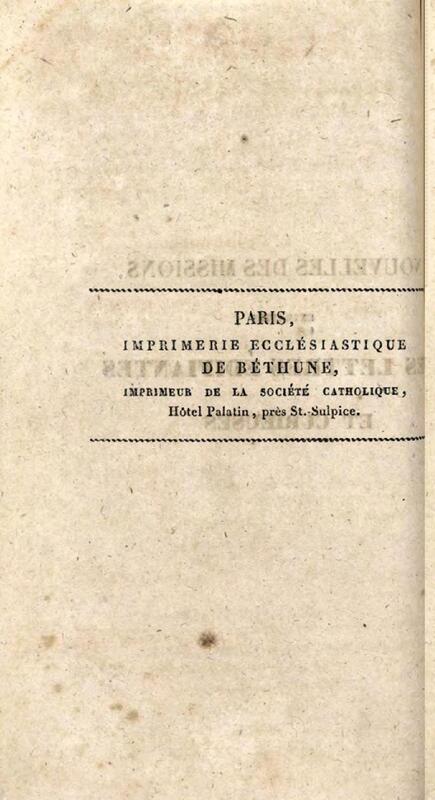 PARIS,
IMPRIMERIE ECCLÉSIASTIQUE
DE BÉTHUNE,
IMPRIMEUR DE LA SOCIÉTÉ CATHOLIQUE,
Hôtel Palatin, près St.-Sulpice.